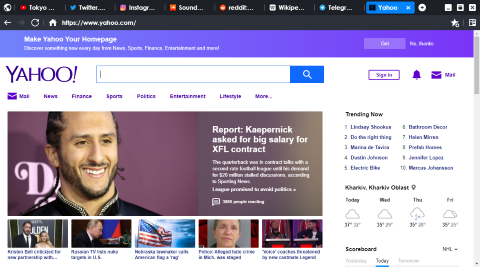 Tokyo
Twitter.
Instagr
Sound
reddit:
Wikipe
Telegr
Yahoo
https://www.yahoo.com/
Make Yahoo Your Homepage
Discover something new every day from News, Sports, Finance, Entertainment and more!
Get
No, thanks
YAHOO!
Sign in
Mail
Mail News Finance Sports Politics Entertainment Lifestyle More...
Report: Kaepernick
asked for big salary for
XFL contract
The quarterback was in contract talks with a
second-rate football league until his demand
for $20 million stalled discussions, according
to Sporting News.
League promised to avoid politics »
3855 people reading
Kristen Bell criticized for
new partnership with
Russian TV lists nuke
targets in U.S.
Nebraska lawmaker calls
American flag a 'rag'
Police: Alleged hate crime
in Mich. was staged
'Voice' coaches threatened
by new castmate Legend
Trending Now
1. Lindsay Shookus
2. Do the right thing
3. Marina de Tavira
4. Dustin Johnson
5. Electric Bike
6. Bathroom Decor
7. Helen Mirren
8. Prefab Homes
9. Jennifer Lopez
10. Marcus Johansson
Kharkiv, Kharkiv Oblast
Today Wed Thu Fri
37° 32° 35° 29° 35° 28° 35° 25°
Scoreboard
NHL
Yesterday Today Tomorrow